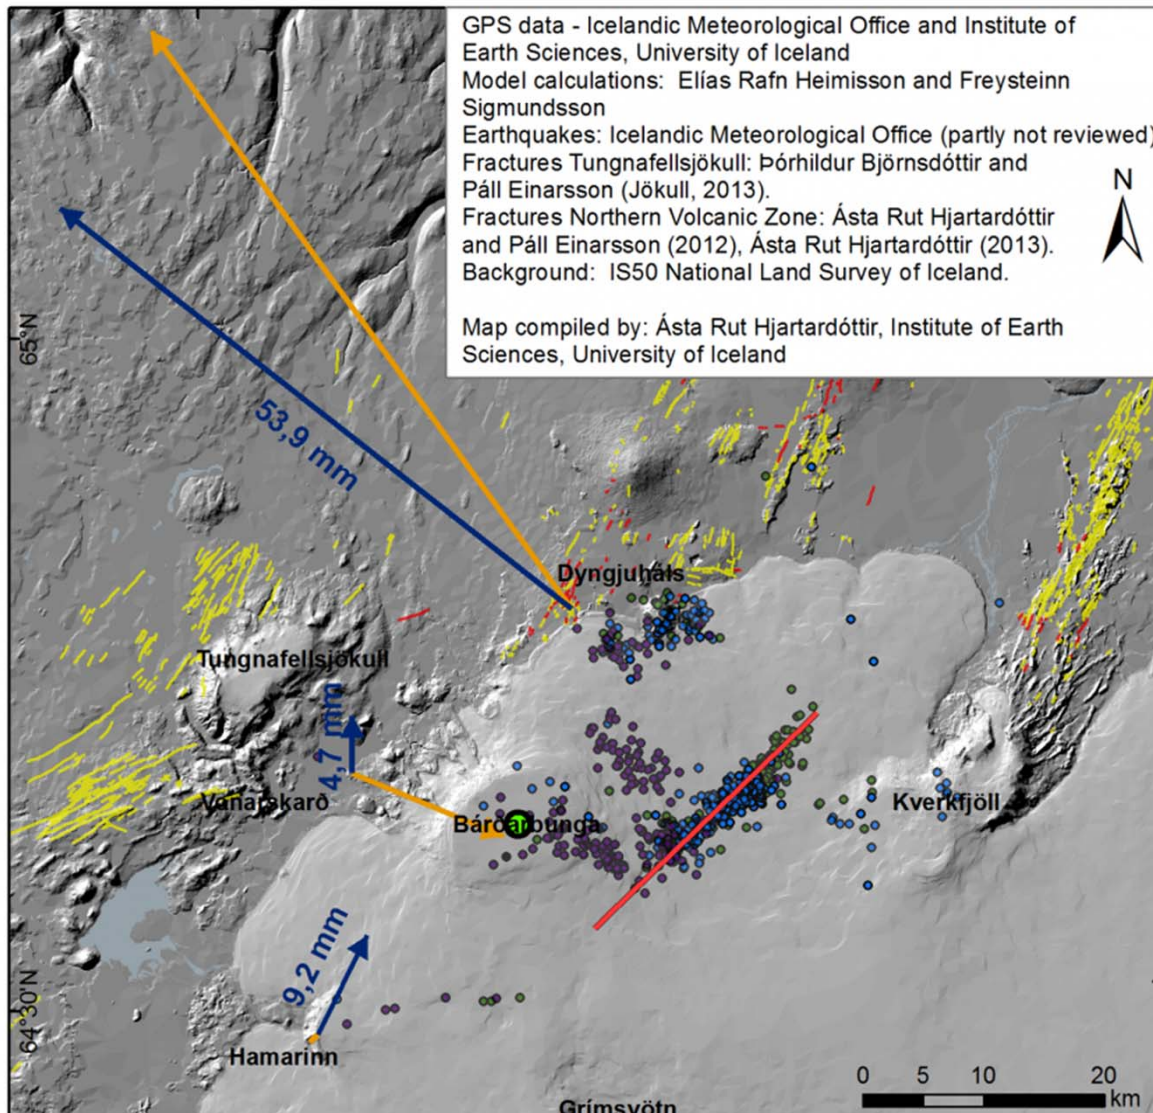 GPS data - Icelandic Meteorological Office and Institute of
Earth Sciences, University of Iceland
Model calculations:  Elías Rafn Heimisson and Freysteinn
Sigmundsson
Earthquakes: Icelandic Meteorological Office (partly not reviewed)
Fractures Tungnafellsjökull: Þórhildur Björnsdóttir and
Páll Einarsson (Jökull, 2013).
Fractures Northern Volcanic Zone: Ásta Rut Hjartardóttir
and Páll Einarsson (2012), Ásta Rut Hjartardóttir (2013).
Background:  IS50 National Land Survey of Iceland.
Map compiled by: Ásta Rut Hjartardóttir, Institute of Earth
Sciences, University of Iceland
N
65°N
53,9 mm
Dyngjuháls
Tungnafellsjökull
4,7 mm
Vonarskarð
Bárðarbunga
Kverkfjöll
9,2 mm
64°30'N
Hamarinn
0 5 10 20
km
Grímsvötn